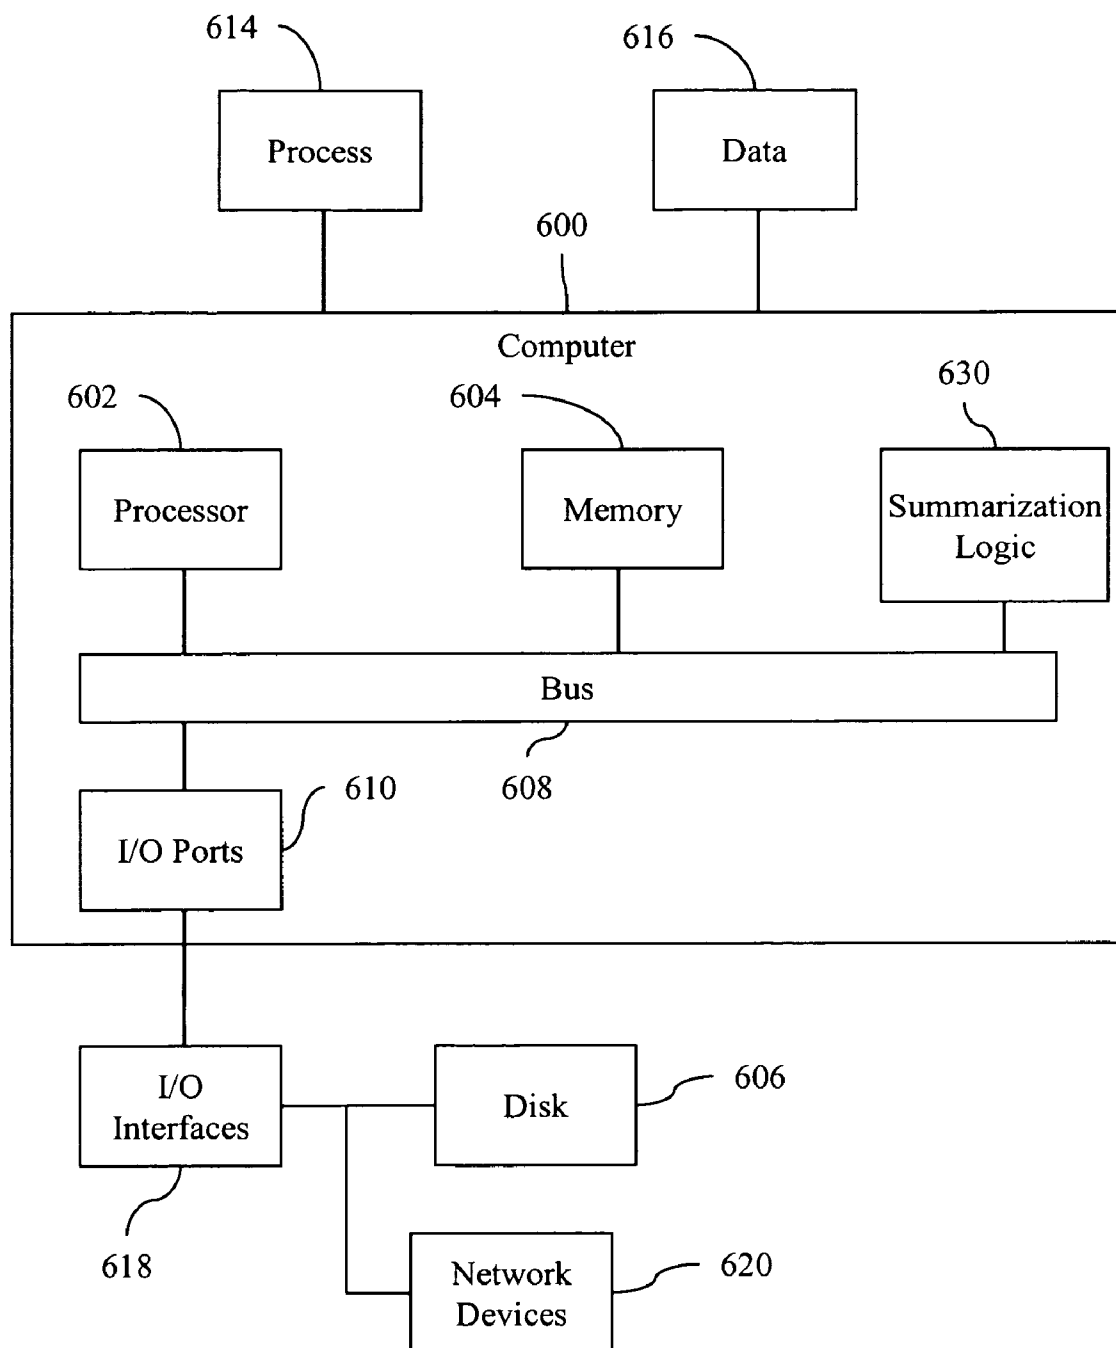 614
616
Process
Data
600
Computer
602
604
630
Processor
Memory
Summarization
Logic
Bus
610
608
I/O Ports
I/O
Interfaces
Disk
606
618
Network
Devices
620